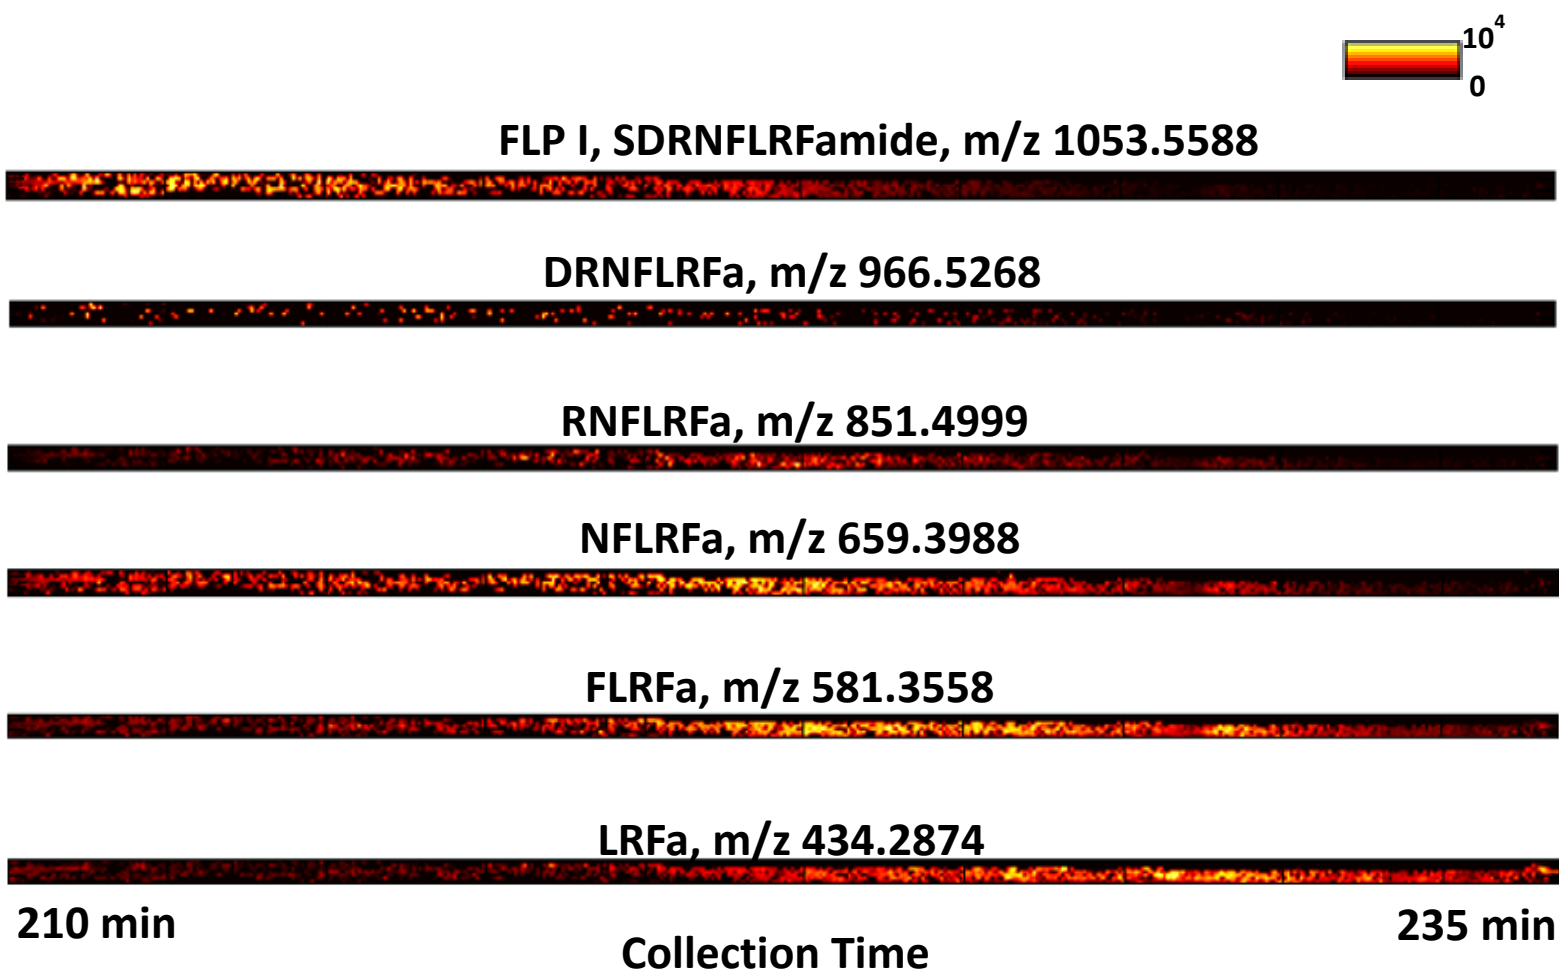 10⁴
0
FLP I, SDRNFLRFamide, m/z 1053.5588
DRNFLRFa, m/z 966.5268
RNFLRFa, m/z 851.4999
NFLRFa, m/z 659.3988
FLRFa, m/z 581.3558
LRFa, m/z 434.2874
210 min
235 min
Collection Time